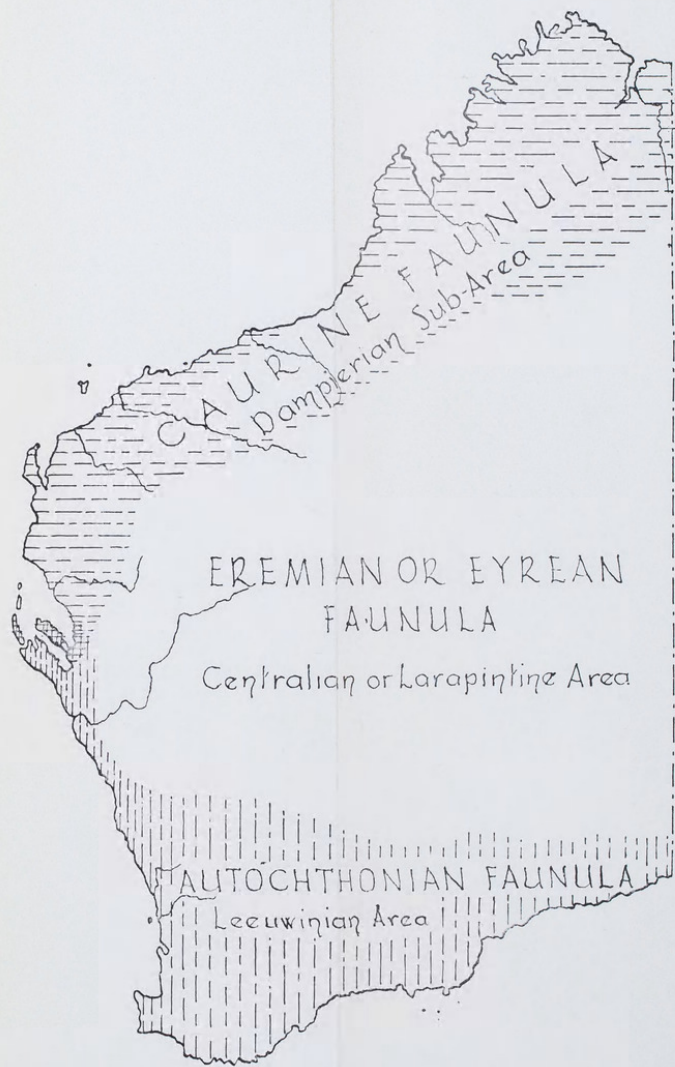 CAURINE FAUNULA
Dampierian Sub-Area
EREMIAN OR EYREAN
FAUNULA
Centralian or Larapintine Area
AUTOCHTHONIAN FAUNULA
Leeuwinian Area